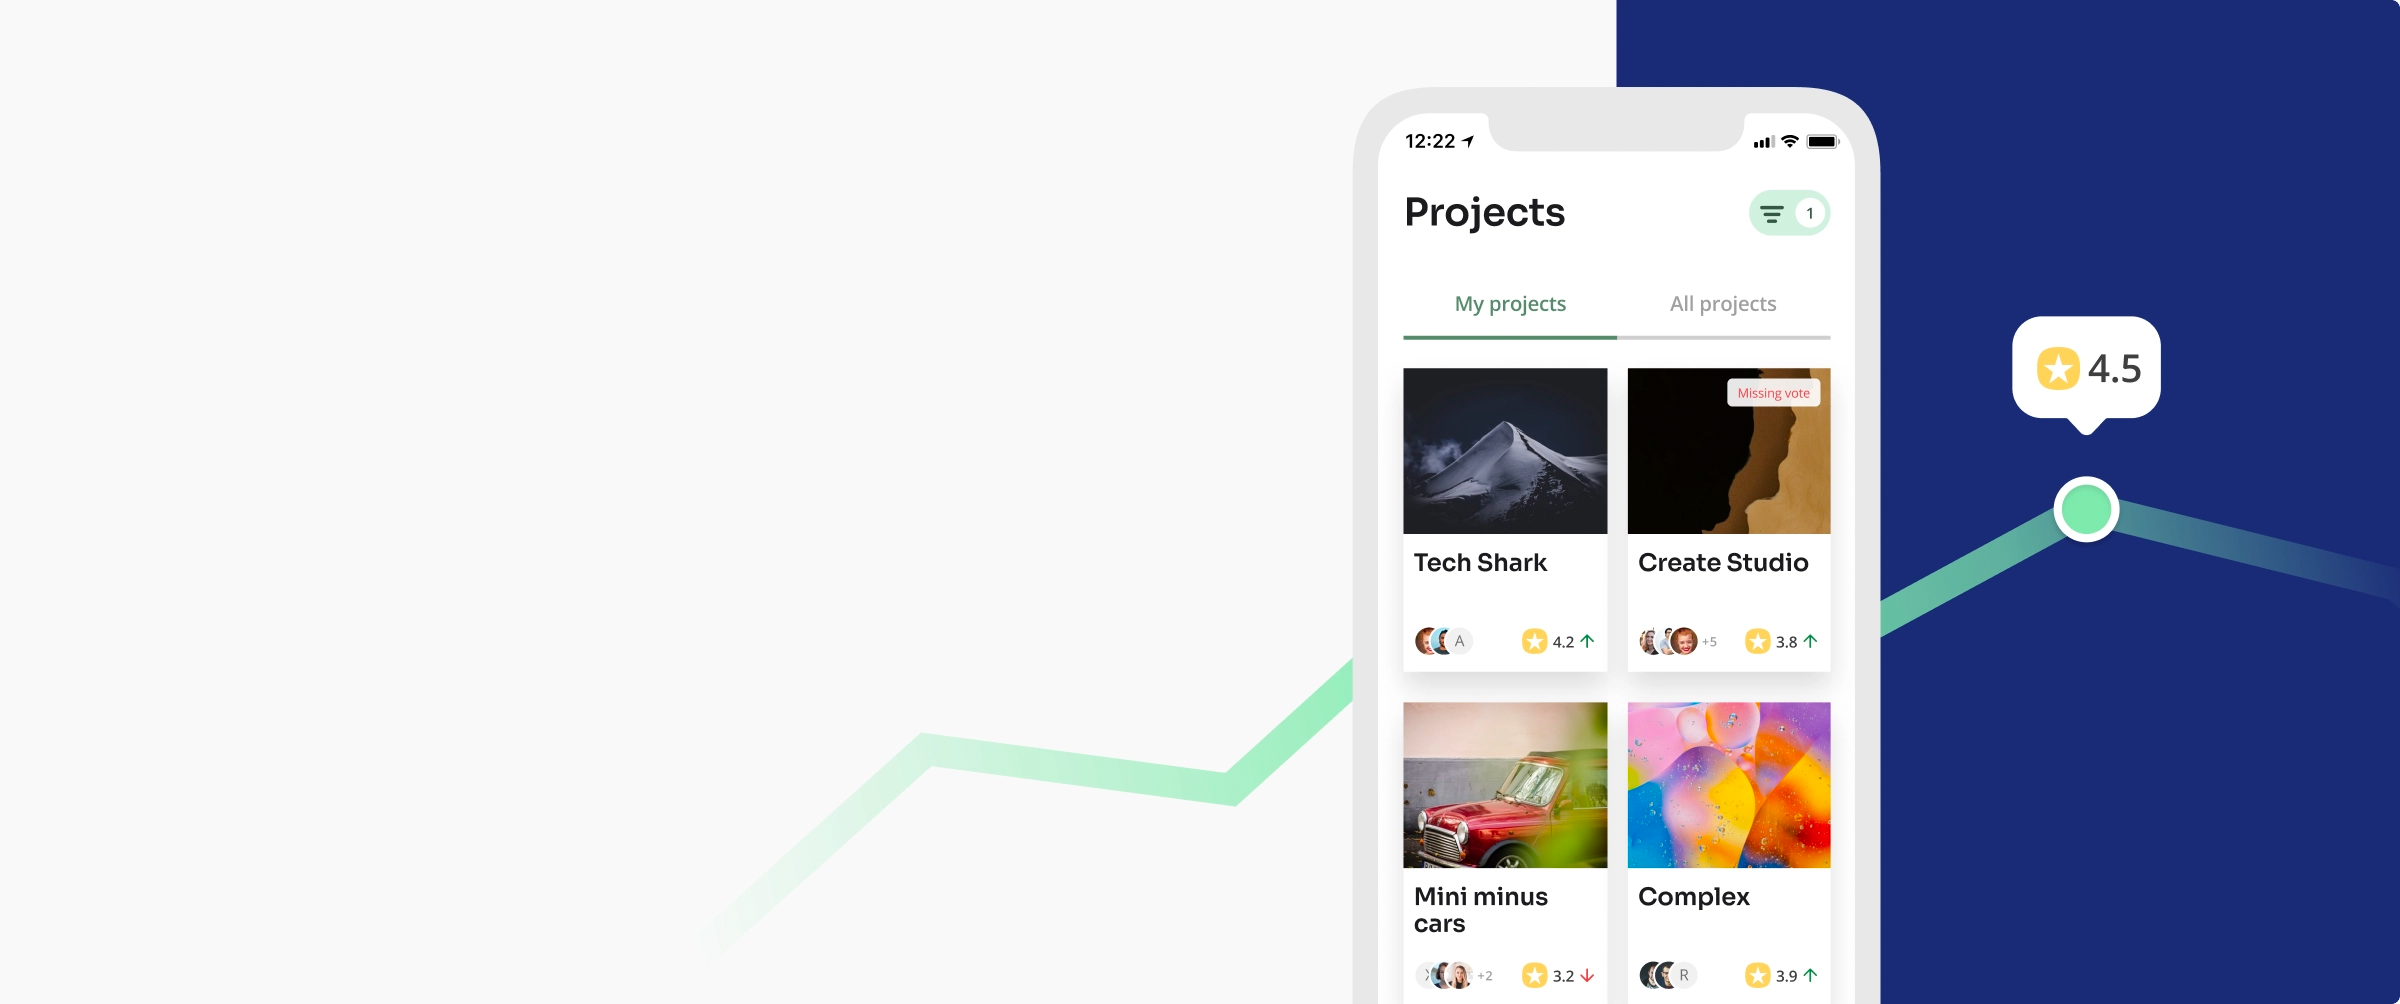 12:22
Projects
1
My projects
All projects
Missing vote
Tech Shark
Create Studio
A
4.2
+5
3.8
4.5
Mini minus
cars
Complex
+2
3.2
R
3.9